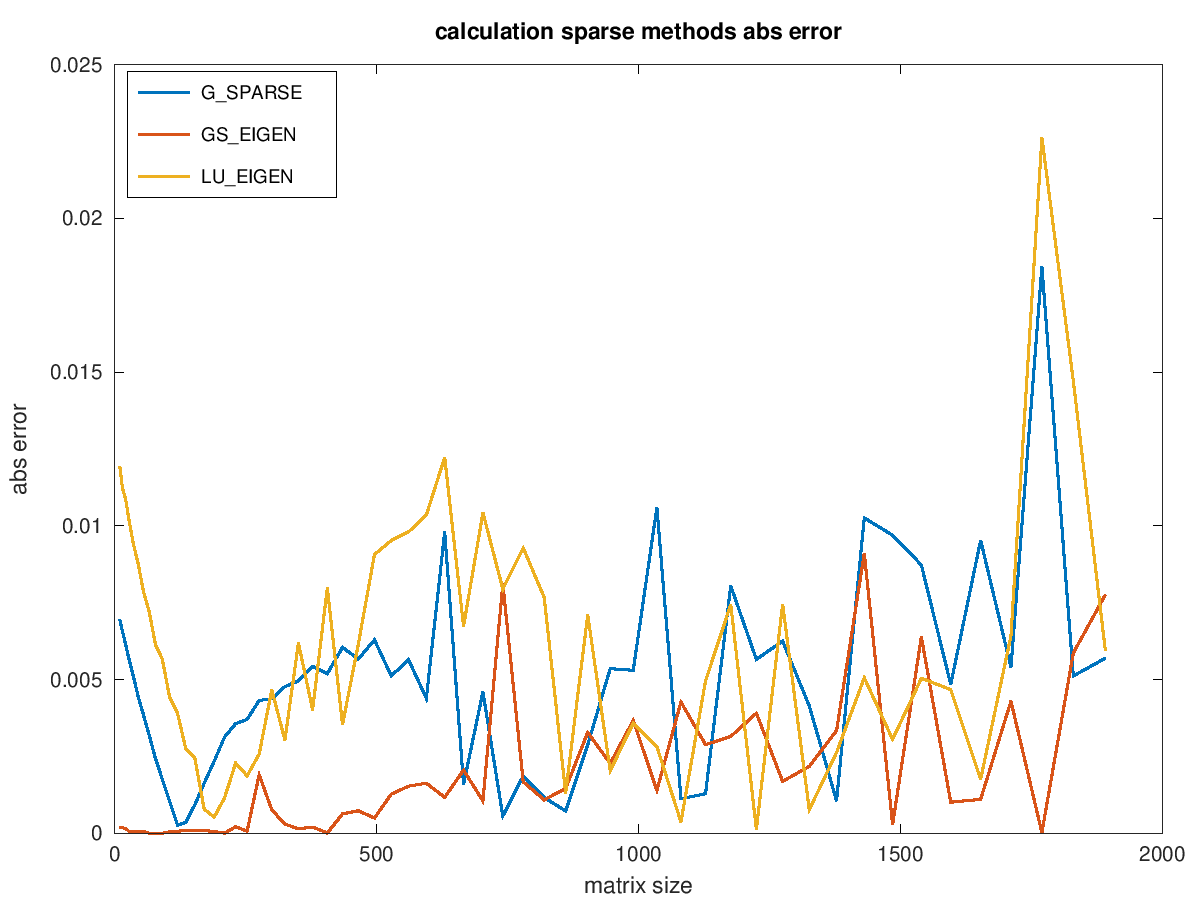 calculation sparse methods abs error
0.025
0.02
0.015
0.01
0.005
0
abs error
G_SPARSE
GS_EIGEN
LU_EIGEN
0 500 1000 1500 2000
matrix size